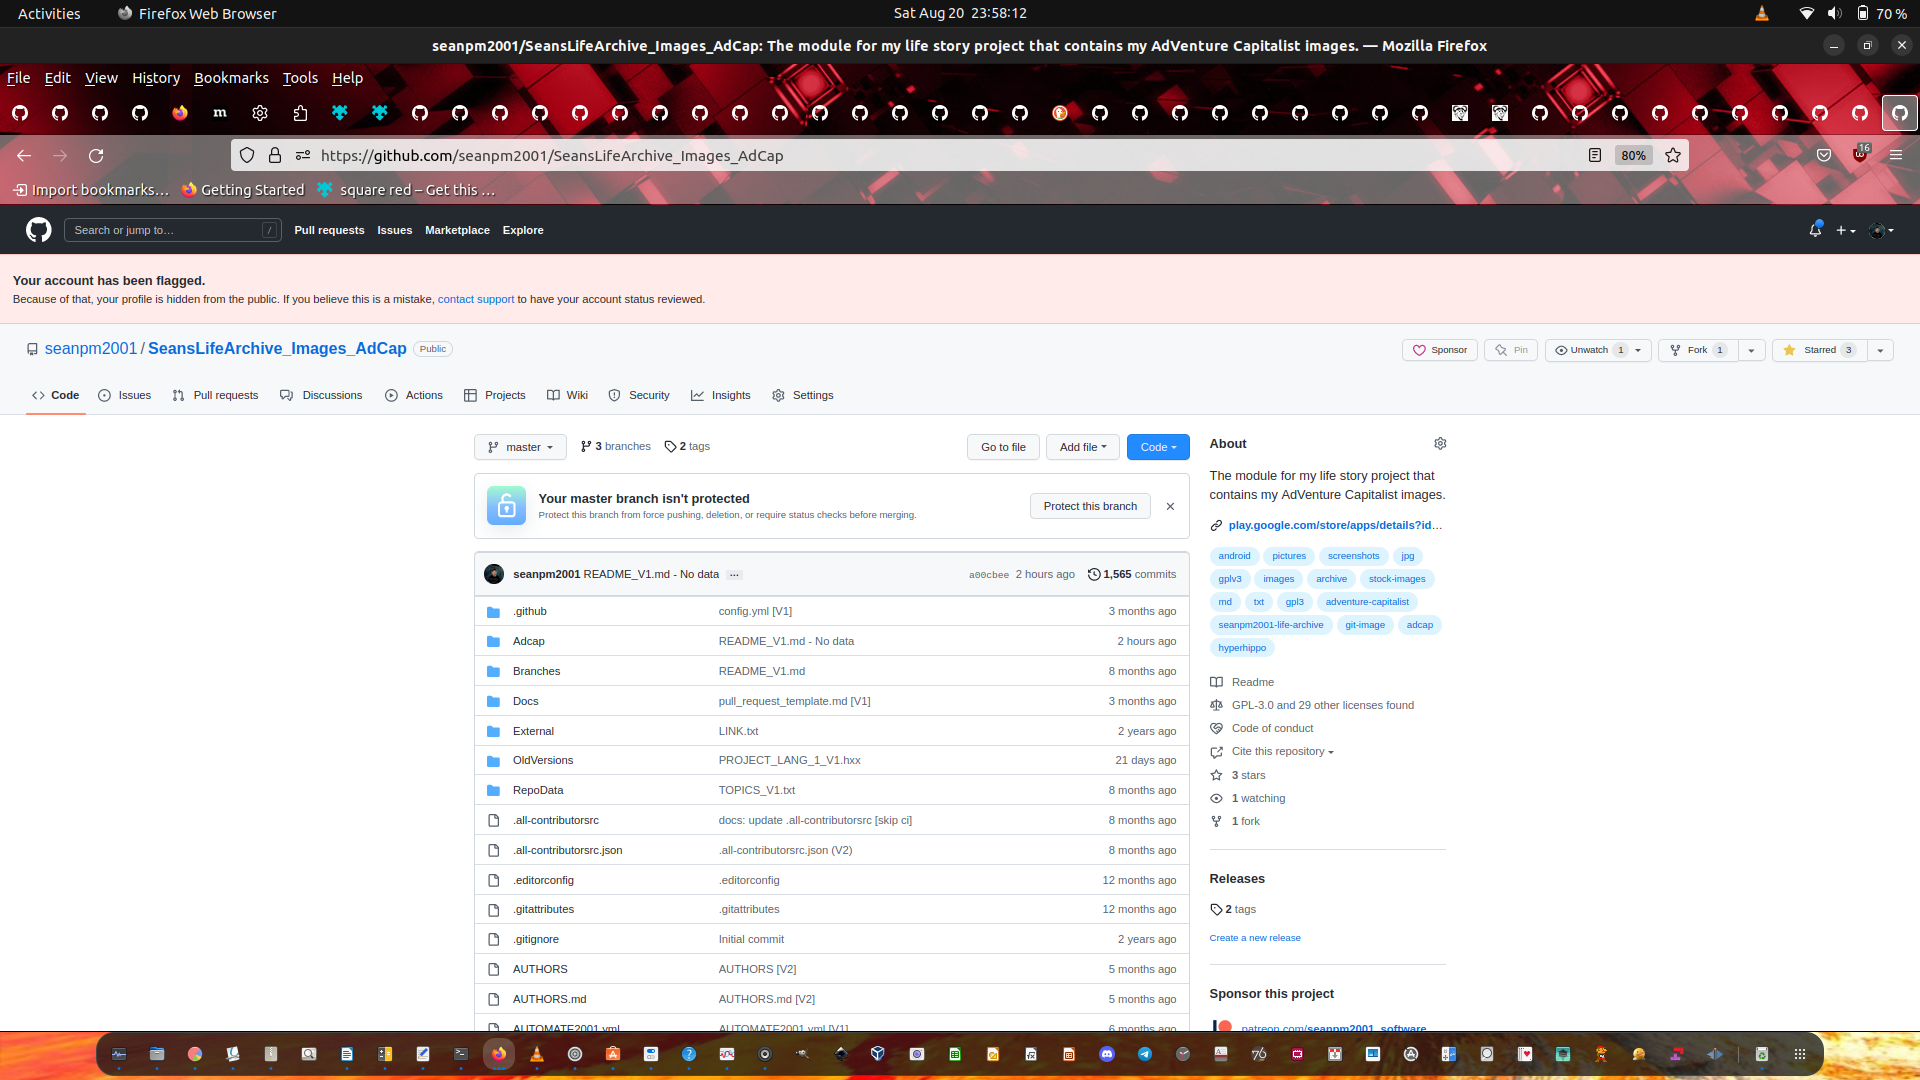 Activities
Firefox Web Browser
Sat Aug 20 23:58:12
70 %
seanpm2001/SeansLifeArchive_Images_AdCap: The module for my life story project that contains my AdVenture Capitalist images. — Mozilla Firefox
File Edit View History Bookmarks Tools Help
m
https://github.com/seanpm2001/SeansLifeArchive_Images_AdCap
80%
16
Import bookmarks…
Getting Started
square red – Get this …
Search or jump to…
/
Pull requests
Issues
Marketplace
Explore
Your account has been flagged.
Because of that, your profile is hidden from the public. If you believe this is a mistake, contact support to have your account status reviewed.
seanpm2001 / SeansLifeArchive_Images_AdCap
Public
Sponsor
Pin
Unwatch 1
Fork 1
Starred 3
Code
Issues
Pull requests
Discussions
Actions
Projects
Wiki
Security
Insights
Settings
master
3 branches
2 tags
Go to file
Add file
Code
Your master branch isn't protected
Protect this branch from force pushing, deletion, or require status checks before merging.
Protect this branch
seanpm2001 README_V1.md - No data ...
a00cbee 2 hours ago
1,565 commits
.github config.yml [V1] 3 months ago
Adcap README_V1.md - No data 2 hours ago
Branches README_V1.md 8 months ago
Docs pull_request_template.md [V1] 3 months ago
External LINK.txt 2 years ago
OldVersions PROJECT_LANG_1_V1.hxx 21 days ago
RepoData TOPICS_V1.txt 8 months ago
.all-contributorsrc docs: update .all-contributorsrc [skip ci] 8 months ago
.all-contributorsrc.json .all-contributorsrc.json (V2) 8 months ago
.editorconfig .editorconfig 12 months ago
.gitattributes .gitattributes 12 months ago
.gitignore Initial commit 2 years ago
AUTHORS AUTHORS [V2] 5 months ago
AUTHORS.md AUTHORS.md [V2] 5 months ago
AUTOMATE2001.yml AUTOMATE2001.yml [V1] 6 months ago
About
The module for my life story project that
contains my AdVenture Capitalist images.
play.google.com/store/apps/details?id…
android pictures screenshots jpg
gplv3 images archive stock-images
md txt gpl3 adventure-capitalist
seanpm2001-life-archive git-image adcap
hyperhippo
Readme
GPL-3.0 and 29 other licenses found
Code of conduct
Cite this repository
3 stars
1 watching
1 fork
Releases
2 tags
Create a new release
Sponsor this project
patreon.com/seanpm2001_software